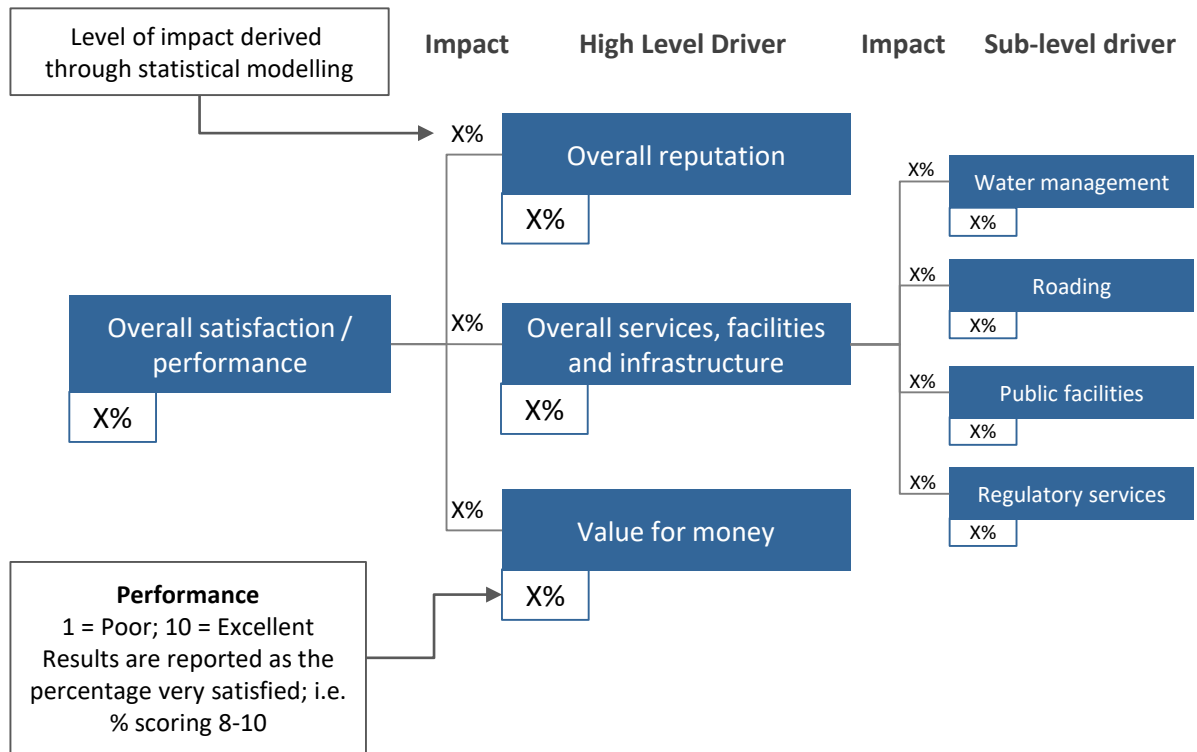 Level of impact derived
through statistical modelling
Impact
High Level Driver
Impact
Sub-level driver
X%
Overall reputation
X%
X%
Water management
X%
X%
Roading
X%
Overall satisfaction /
performance
X%
X%
Overall services, facilities
and infrastructure
X%
X%
Public facilities
X%
X%
Regulatory services
X%
X%
Value for money
X%
Performance
1 = Poor; 10 = Excellent
Results are reported as the
percentage very satisfied; i.e.
% scoring 8-10